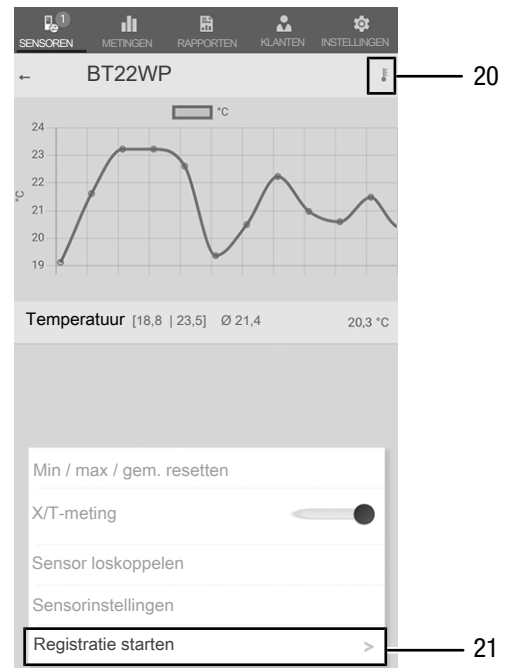 1
SENSOREN METINGEN RAPPORTEN KLANTEN INSTELLINGEN
← BT22WP
20
°C
24
23
22
°C
21
20
19
Temperatuur [18,8 | 23,5] Ø 21,4 20,3 °C
Min / max / gem. resetten
X/T-meting
Sensor loskoppelen
Sensorinstellingen
Registratie starten >
21